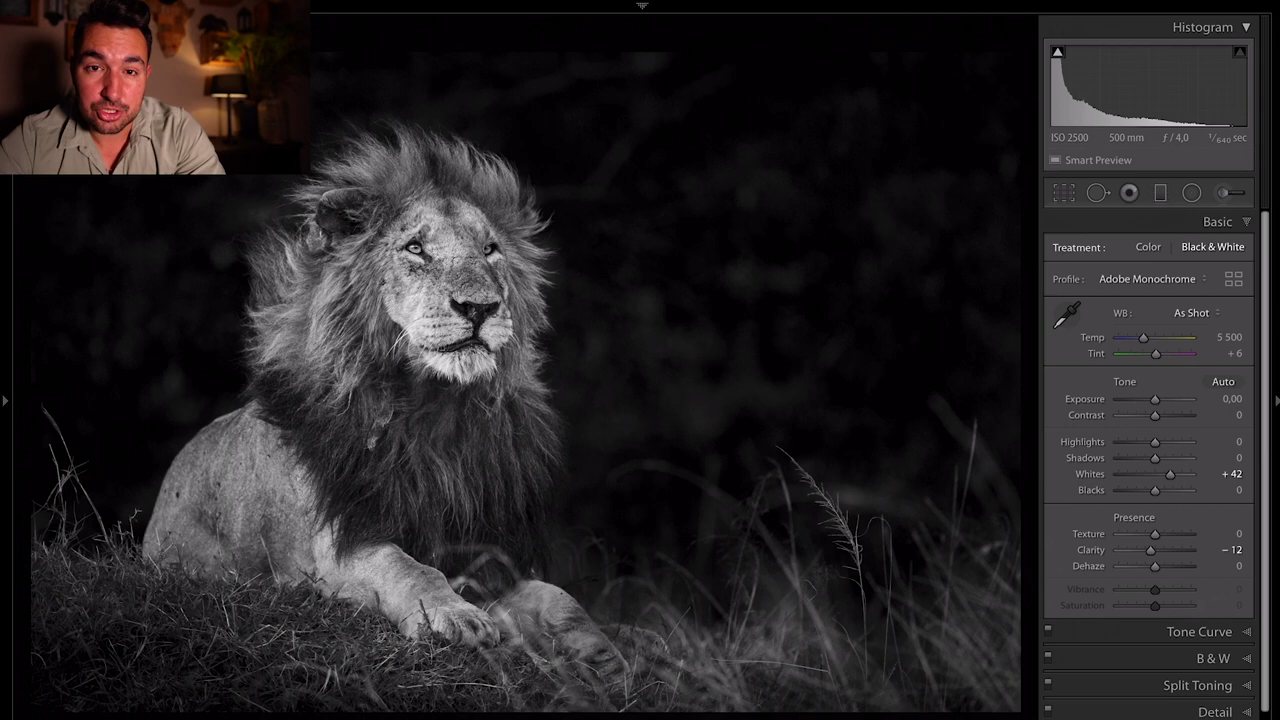 Histogram
ISO 2500 500 mm ƒ / 4,0 1/640 sec
Smart Preview
Basic
Treatment : Color Black & White
Profile : Adobe Monochrome
WB : As Shot
Temp 5 500
Tint + 6
Tone Auto
Exposure 0,00
Contrast 0
Highlights 0
Shadows 0
Whites + 42
Blacks 0
Presence
Texture 0
Clarity − 12
Dehaze 0
Vibrance 0
Saturation 0
Tone Curve
B & W
Split Toning
Detail